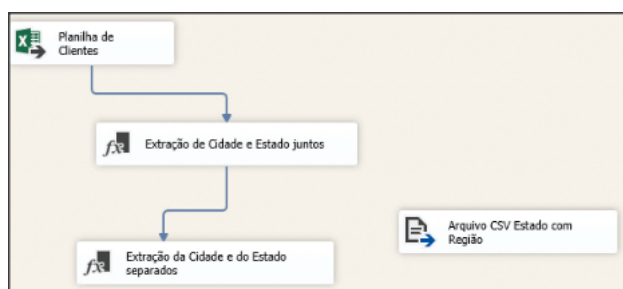 Planilha de
Clientes
Extração de Cidade e Estado juntos
Arquivo CSV Estado com
Região
Extração da Cidade e do Estado
separados